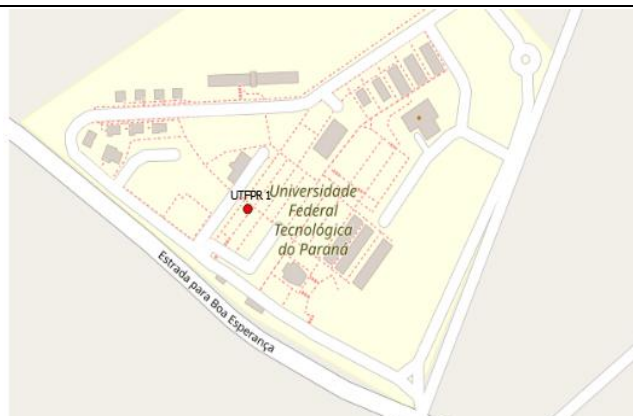 UTFPR 1
Universidade
Federal
Tecnológica
do Paraná
Estrada para Boa Esperança